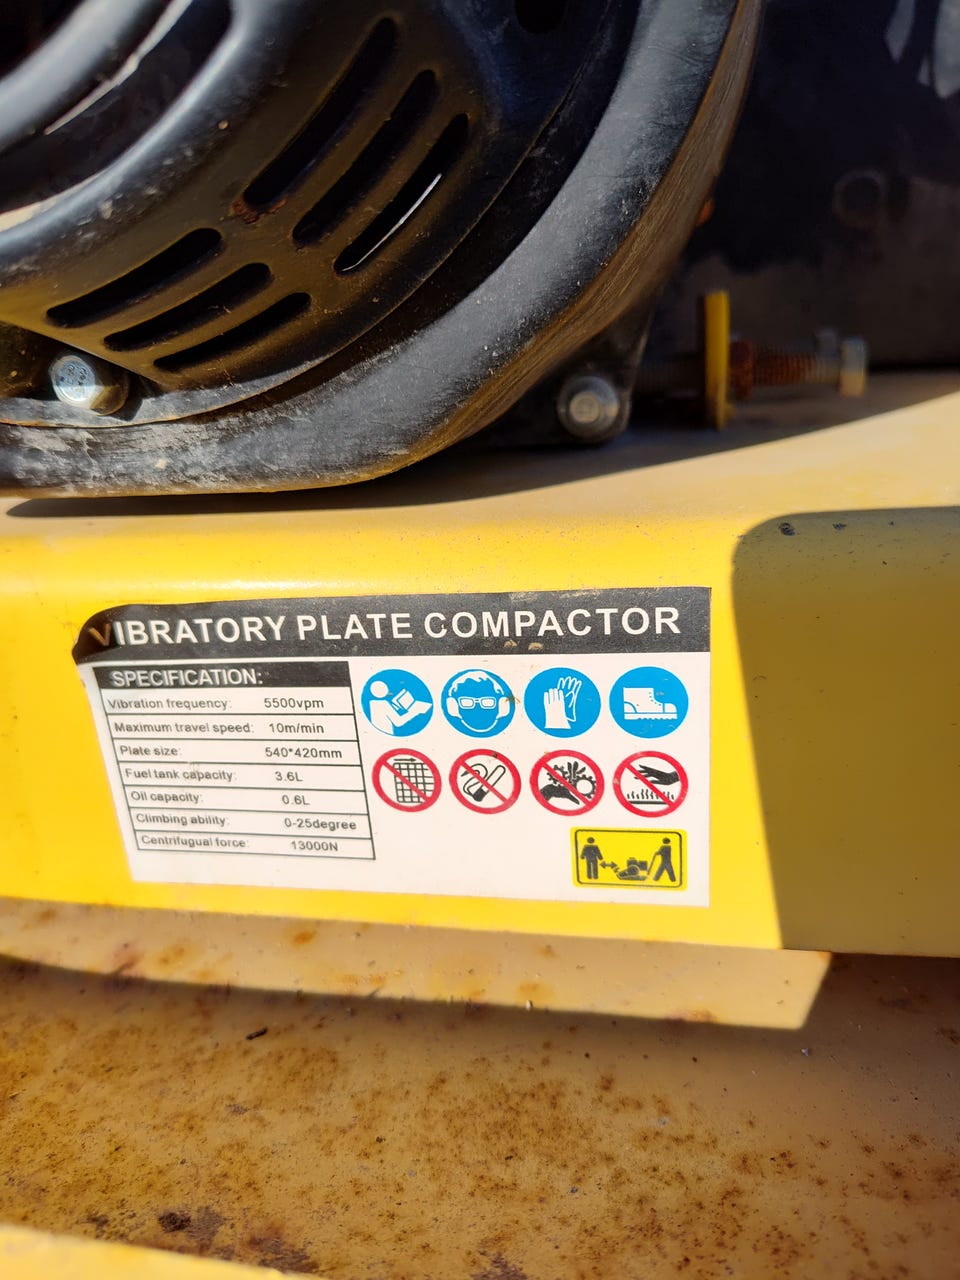 VIBRATORY PLATE COMPACTOR
SPECIFICATION:
Vibration frequency: 5500vpm
Maximum travel speed: 10m/min
Plate size: 540*420mm
Fuel tank capacity: 3.6L
Oil capacity: 0.6L
Climbing ability: 0-25degree
Centrifugual force: 13000N